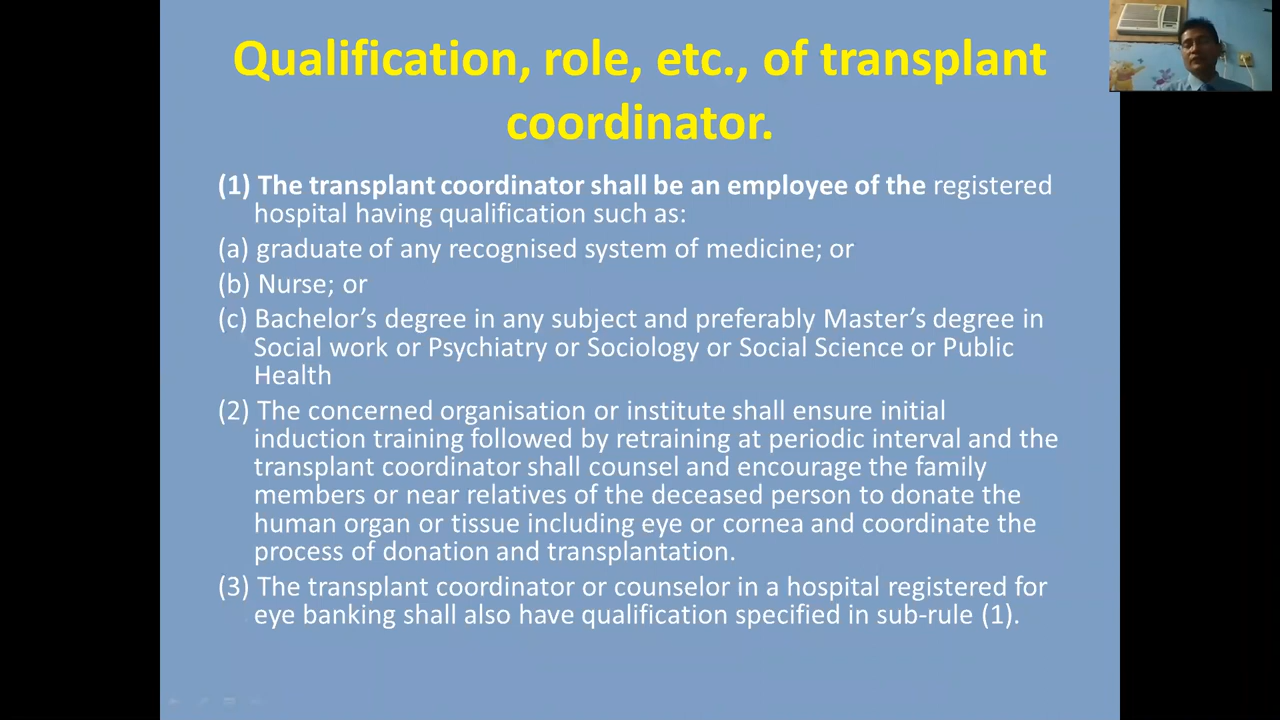 Qualification, role, etc., of transplant
coordinator.
(1) The transplant coordinator shall be an employee of the registered
hospital having qualification such as:
(a) graduate of any recognised system of medicine; or
(b) Nurse; or
(c) Bachelor’s degree in any subject and preferably Master’s degree in
Social work or Psychiatry or Sociology or Social Science or Public
Health
(2) The concerned organisation or institute shall ensure initial
induction training followed by retraining at periodic interval and the
transplant coordinator shall counsel and encourage the family
members or near relatives of the deceased person to donate the
human organ or tissue including eye or cornea and coordinate the
process of donation and transplantation.
(3) The transplant coordinator or counselor in a hospital registered for
eye banking shall also have qualification specified in sub-rule (1).